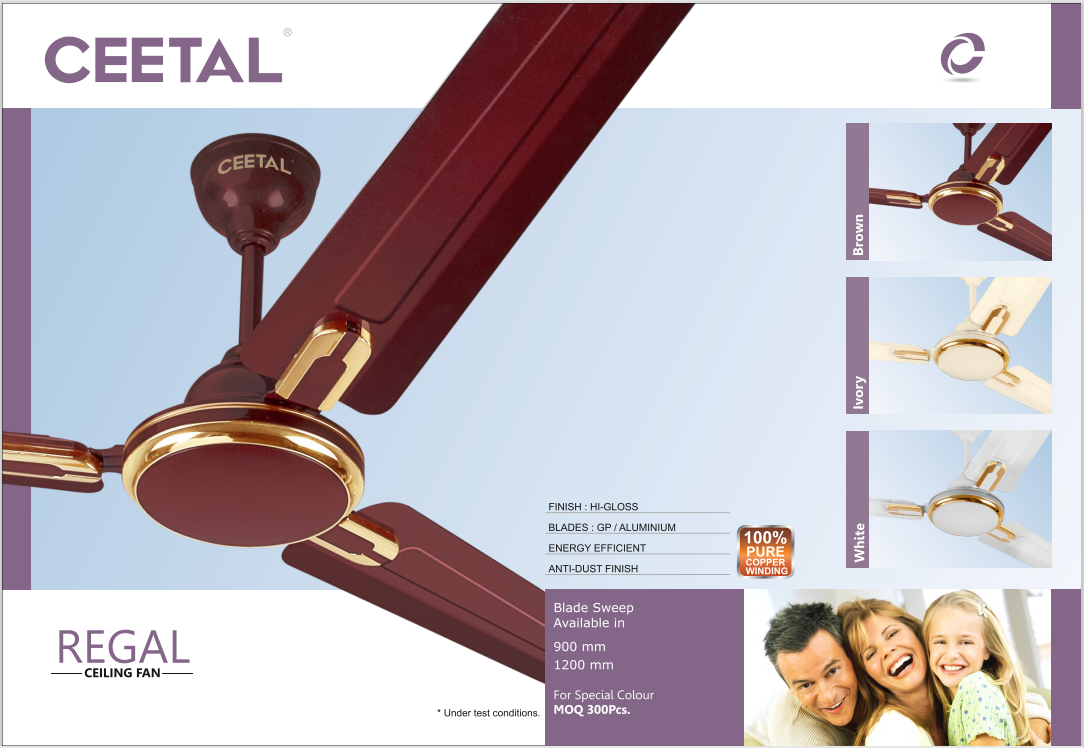 CEETAL ®
CEETAL
Brown
Ivory
White
FINISH : HI-GLOSS
BLADES : GP / ALUMINIUM
ENERGY EFFICIENT
ANTI-DUST FINISH
100%
PURE
COPPER
WINDING
REGAL
CEILING FAN
* Under test conditions.
Blade Sweep
Available in
900 mm
1200 mm
For Special Colour
MOQ 300Pcs.